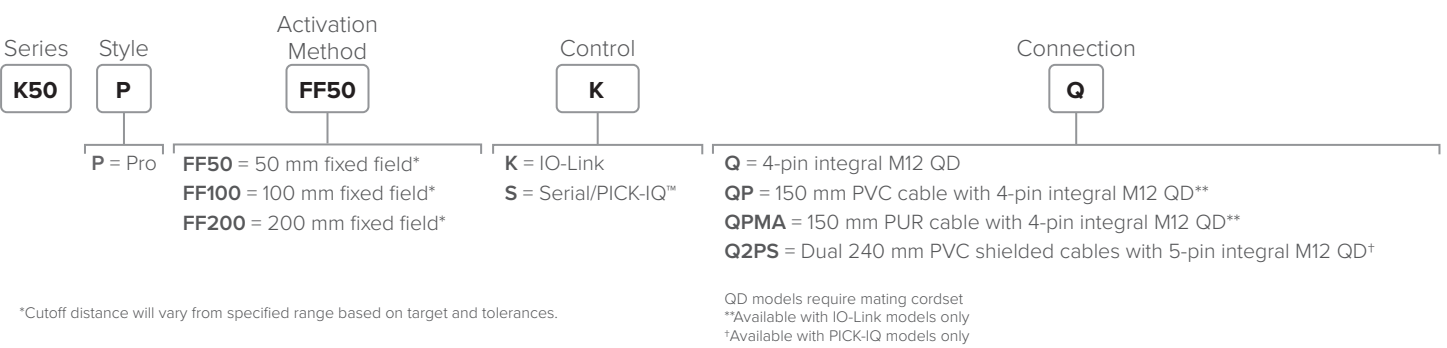 Series
Style
Activation
Method
Control
Connection
K50
P
FF50
K
Q
P = Pro
FF50 = 50 mm fixed field*
FF100 = 100 mm fixed field*
FF200 = 200 mm fixed field*
K = IO-Link
S = Serial/PICK-IQ™
Q = 4-pin integral M12 QD
QP = 150 mm PVC cable with 4-pin integral M12 QD**
QPMA = 150 mm PUR cable with 4-pin integral M12 QD**
Q2PS = Dual 240 mm PVC shielded cables with 5-pin integral M12 QD†
*Cutoff distance will vary from specified range based on target and tolerances.
QD models require mating cordset
**Available with IO-Link models only
†Available with PICK-IQ models only